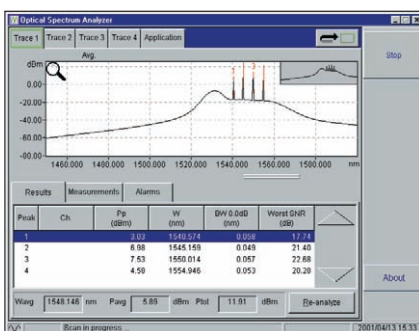 Optical Spectrum Analyzer
Trace 1 Trace 2 Trace 3 Trace 4 Application
Stop
Avg.
dBm
0.00
-20.00
-40.00
-60.00
-80.00
1460.000 1480.000 1500.000 1520.000 1540.000 1560.000 1580.000 nm
Results Measurements Alarms
Peak Ch Pp (dBm) W (nm) BW 0.0dB (nm) Worst SNR (dB)
1 3.03 1540.574 0.058 17.74
2 6.98 1545.159 0.049 21.40
3 7.53 1550.014 0.057 22.68
4 4.58 1554.946 0.053 20.28
About
Wavg 1548.146 nm Pavg 5.89 dBm Ptot 11.91 dBm Re-analyze
Scan in progress ... 2001/04/13 15:33